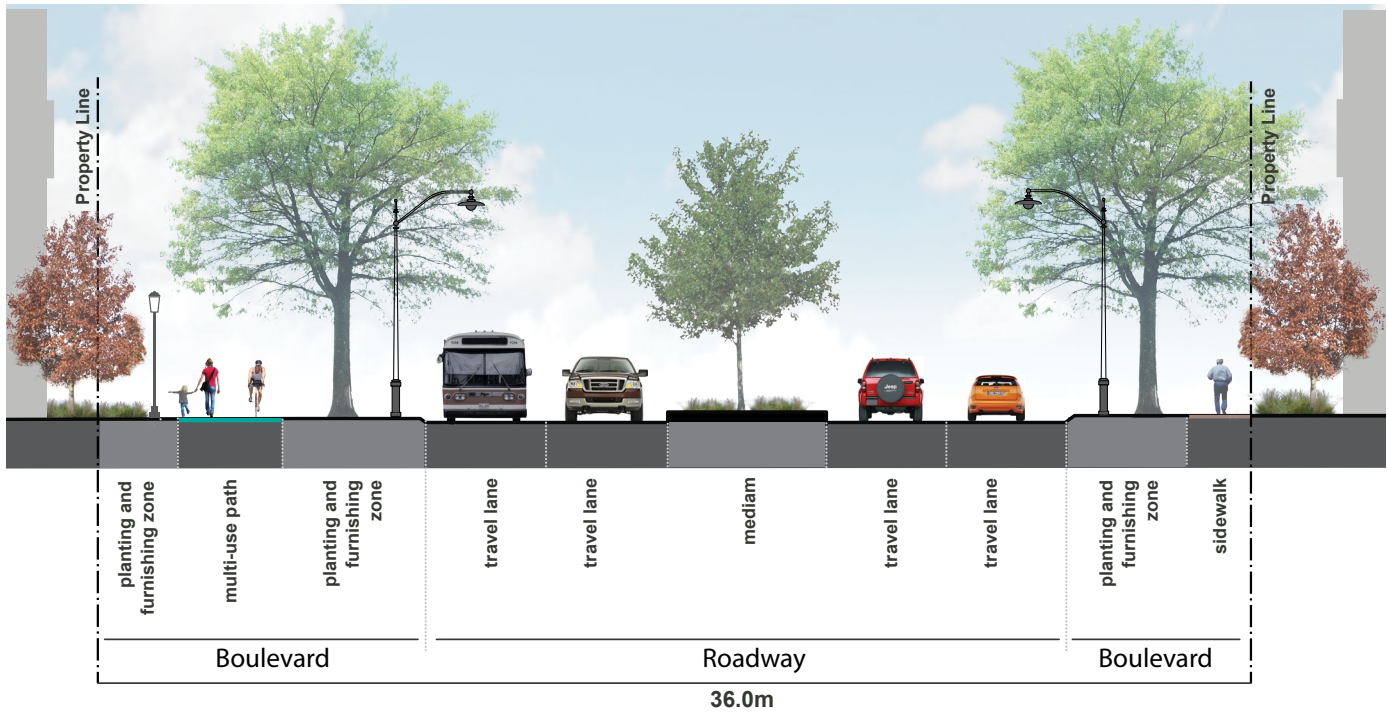 Property Line
Property Line
Jeep
planting and
furnishing zone
multi-use path
planting and
furnishing
zone
travel lane
travel lane
mediam
travel lane
travel lane
planting and
furnishing
zone
sidewalk
Boulevard
Roadway
Boulevard
36.0m